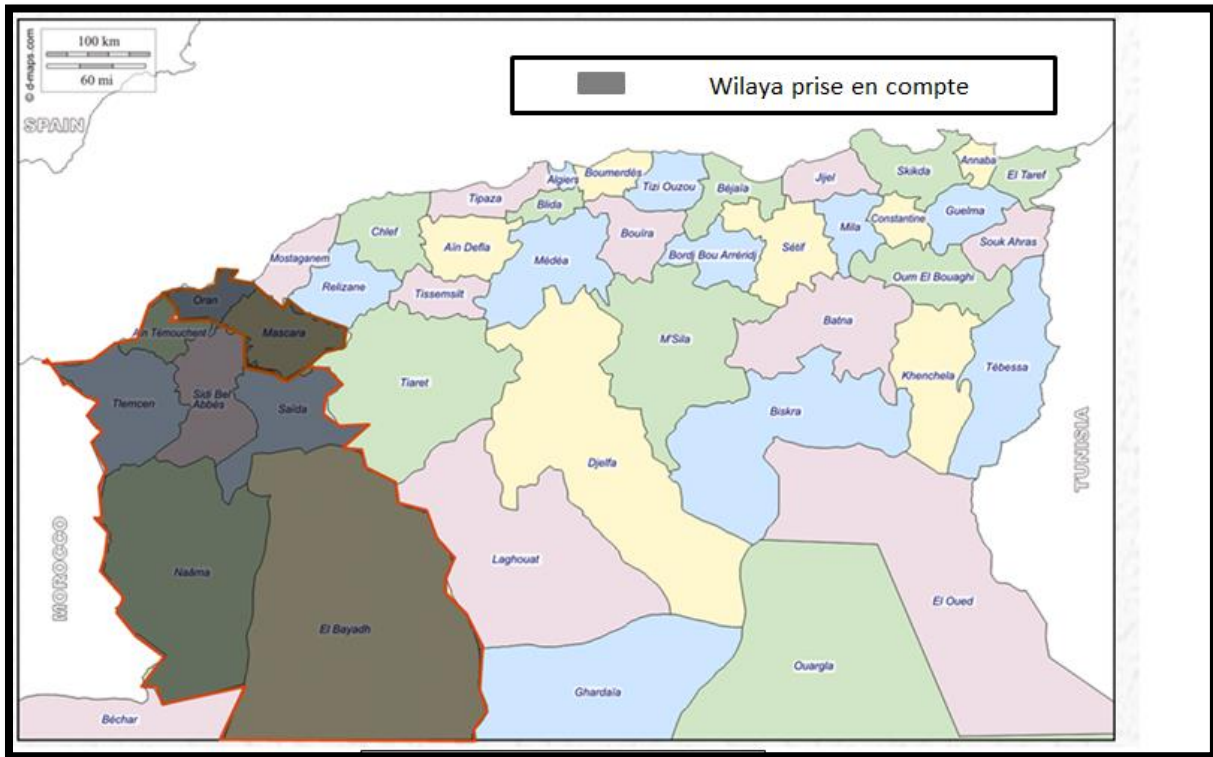 100 km
60 mi
© d-maps.com
Wilaya prise en compte
SPAIN
Annaba
Skikda
El Taref
Jijel
Algiers
Boumerdès
Tizi Ouzou
Béjaïa
Tipaza
Blida
Guelma
Constantine
Mila
Chlef
Bouïra
Souk Ahras
Aïn Defla
Sétif
Bordj Bou Arréridj
Médéa
Mostaganem
Oum El Bouaghi
Relizane
Tissemsilt
Oran
Batna
Aïn Témouchent
Mascara
M'Sila
Tébessa
Khenchela
Tiaret
Tlemcen
Sidi Bel
Abbès
Saïda
Biskra
Djelfa
TUNISIA
MOROCCO
Laghouat
Naâma
El Oued
El Bayadh
Ouargla
Ghardaïa
Béchar